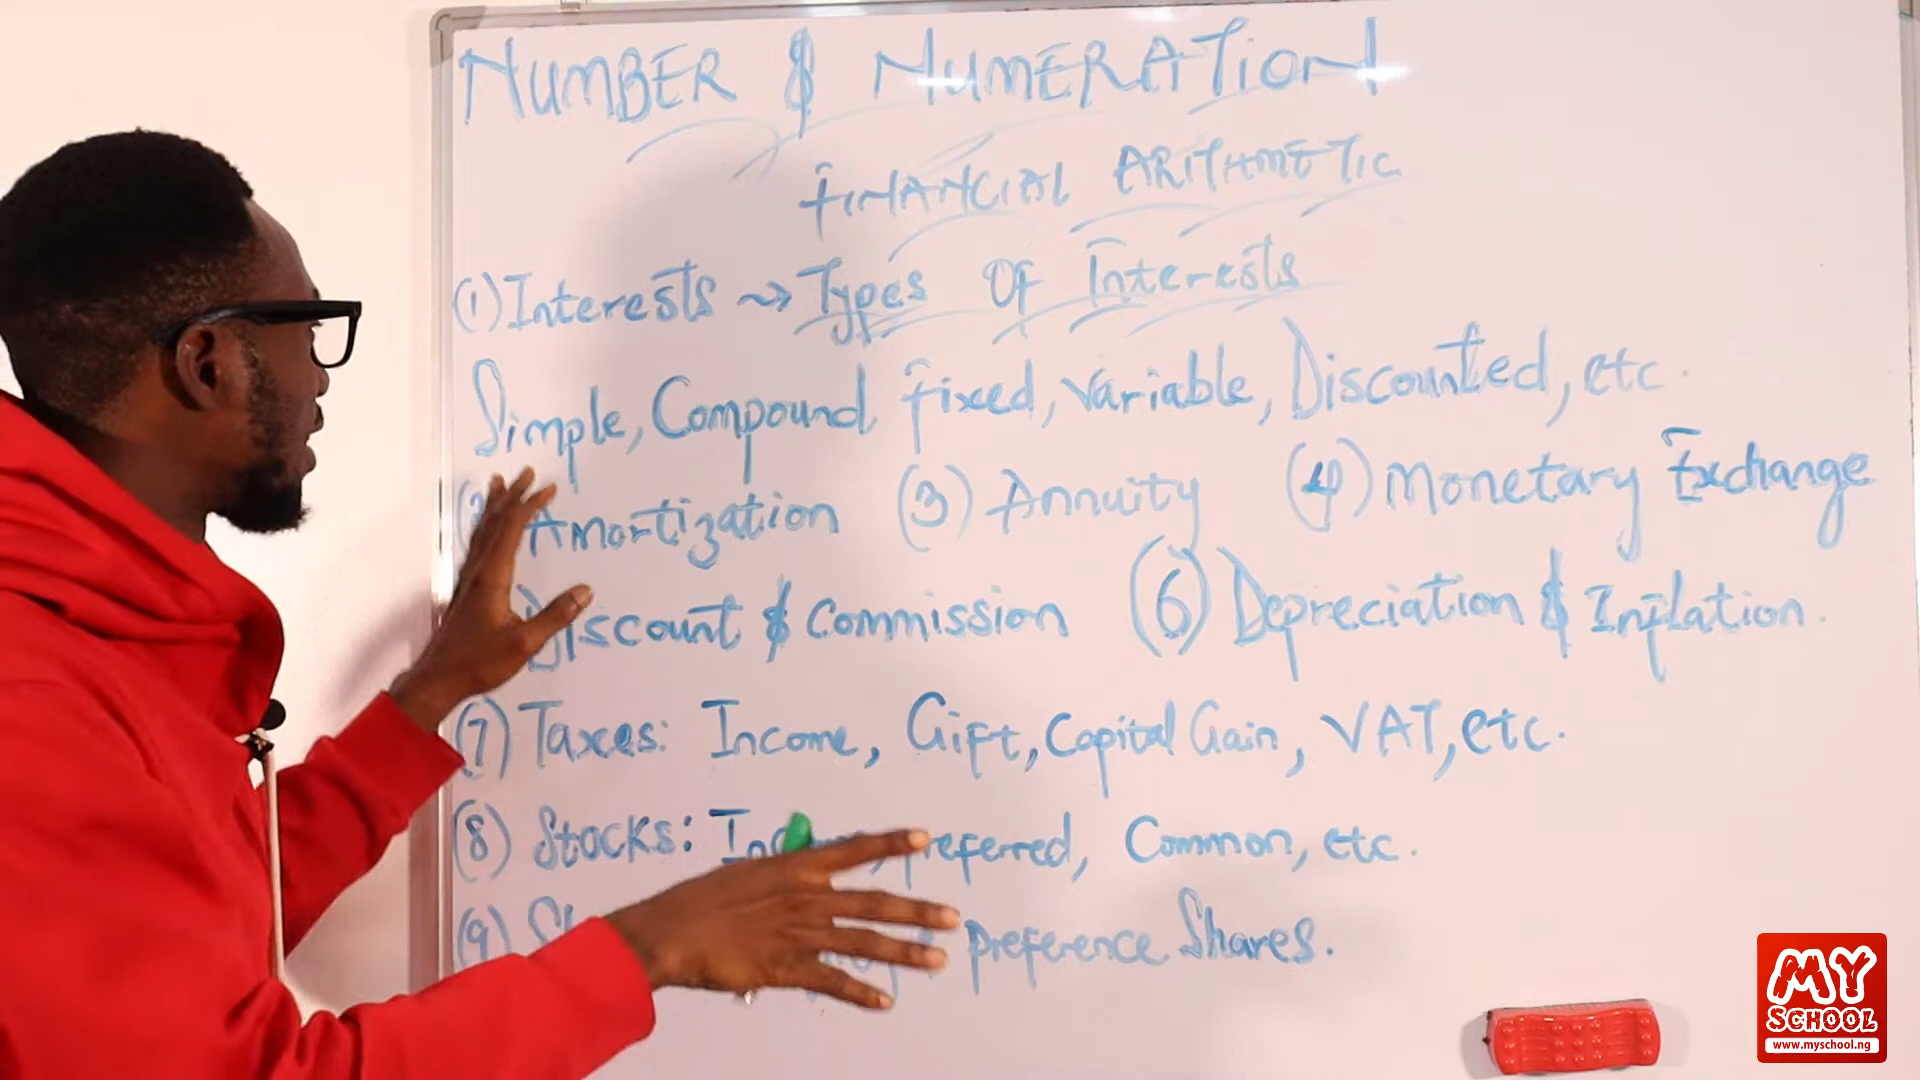 NUMBER & NUMERATION
FINANCIAL ARITHMETIC
(1) Interests ⇝ Types Of Interests
Simple, Compound Fixed, Variable, Discounted, etc.
Amortization (3) Annuity (4) Monetary Exchange
Discount & Commission (6) Depreciation & Inflation.
(7) Taxes: Income, Gift, Capital Gain, VAT, etc.
(8) Stocks: preferred, Common, etc.
(9) preference Shares.
MY
SCHOOL
www.myschool.ng